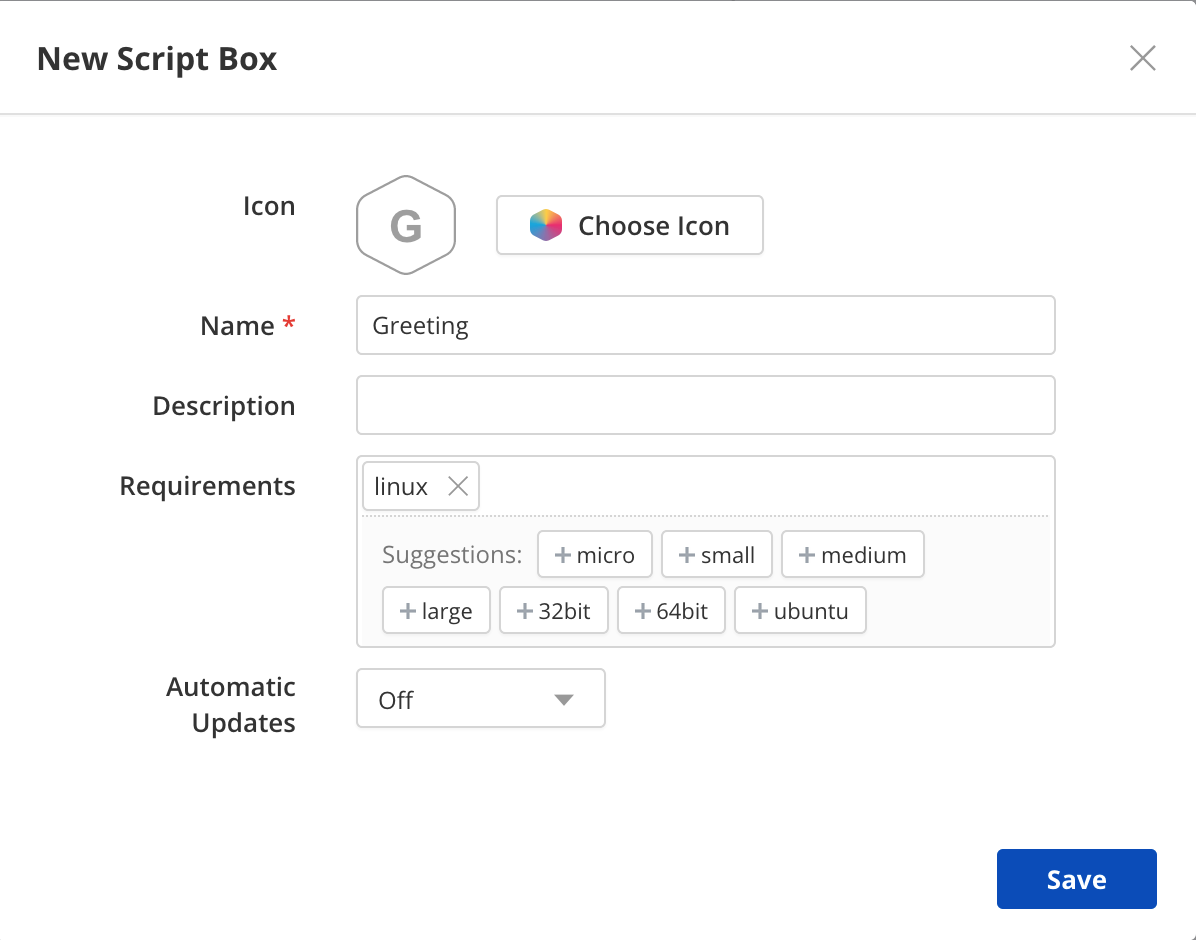 New Script Box
Icon
G
Choose Icon
Name *
Greeting
Description
Requirements
linux
Suggestions: + micro + small + medium
+ large + 32bit + 64bit + ubuntu
Automatic
Updates
Off
Save